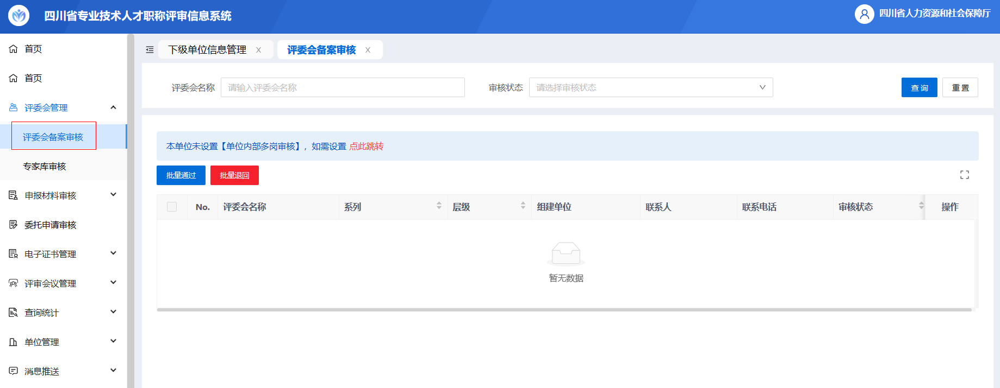 四川省专业技术人才职称评审信息系统
四川省人力资源和社会保障厅
首页
首页
评委会管理
评委会备案审核
专家库审核
申报材料审核
委托申请审核
电子证书管理
评审会议管理
查询统计
单位管理
消息推送
下级单位信息管理 x 评委会备案审核 x
评委会名称 请输入评委会名称 审核状态 请选择审核状态 查询 重置
本单位未设置【单位内部多岗审核】，如需设置 点此跳转
批量通过 批量退回
No. 评委会名称 系列 层级 组建单位 联系人 联系电话 审核状态 操作
暂无数据